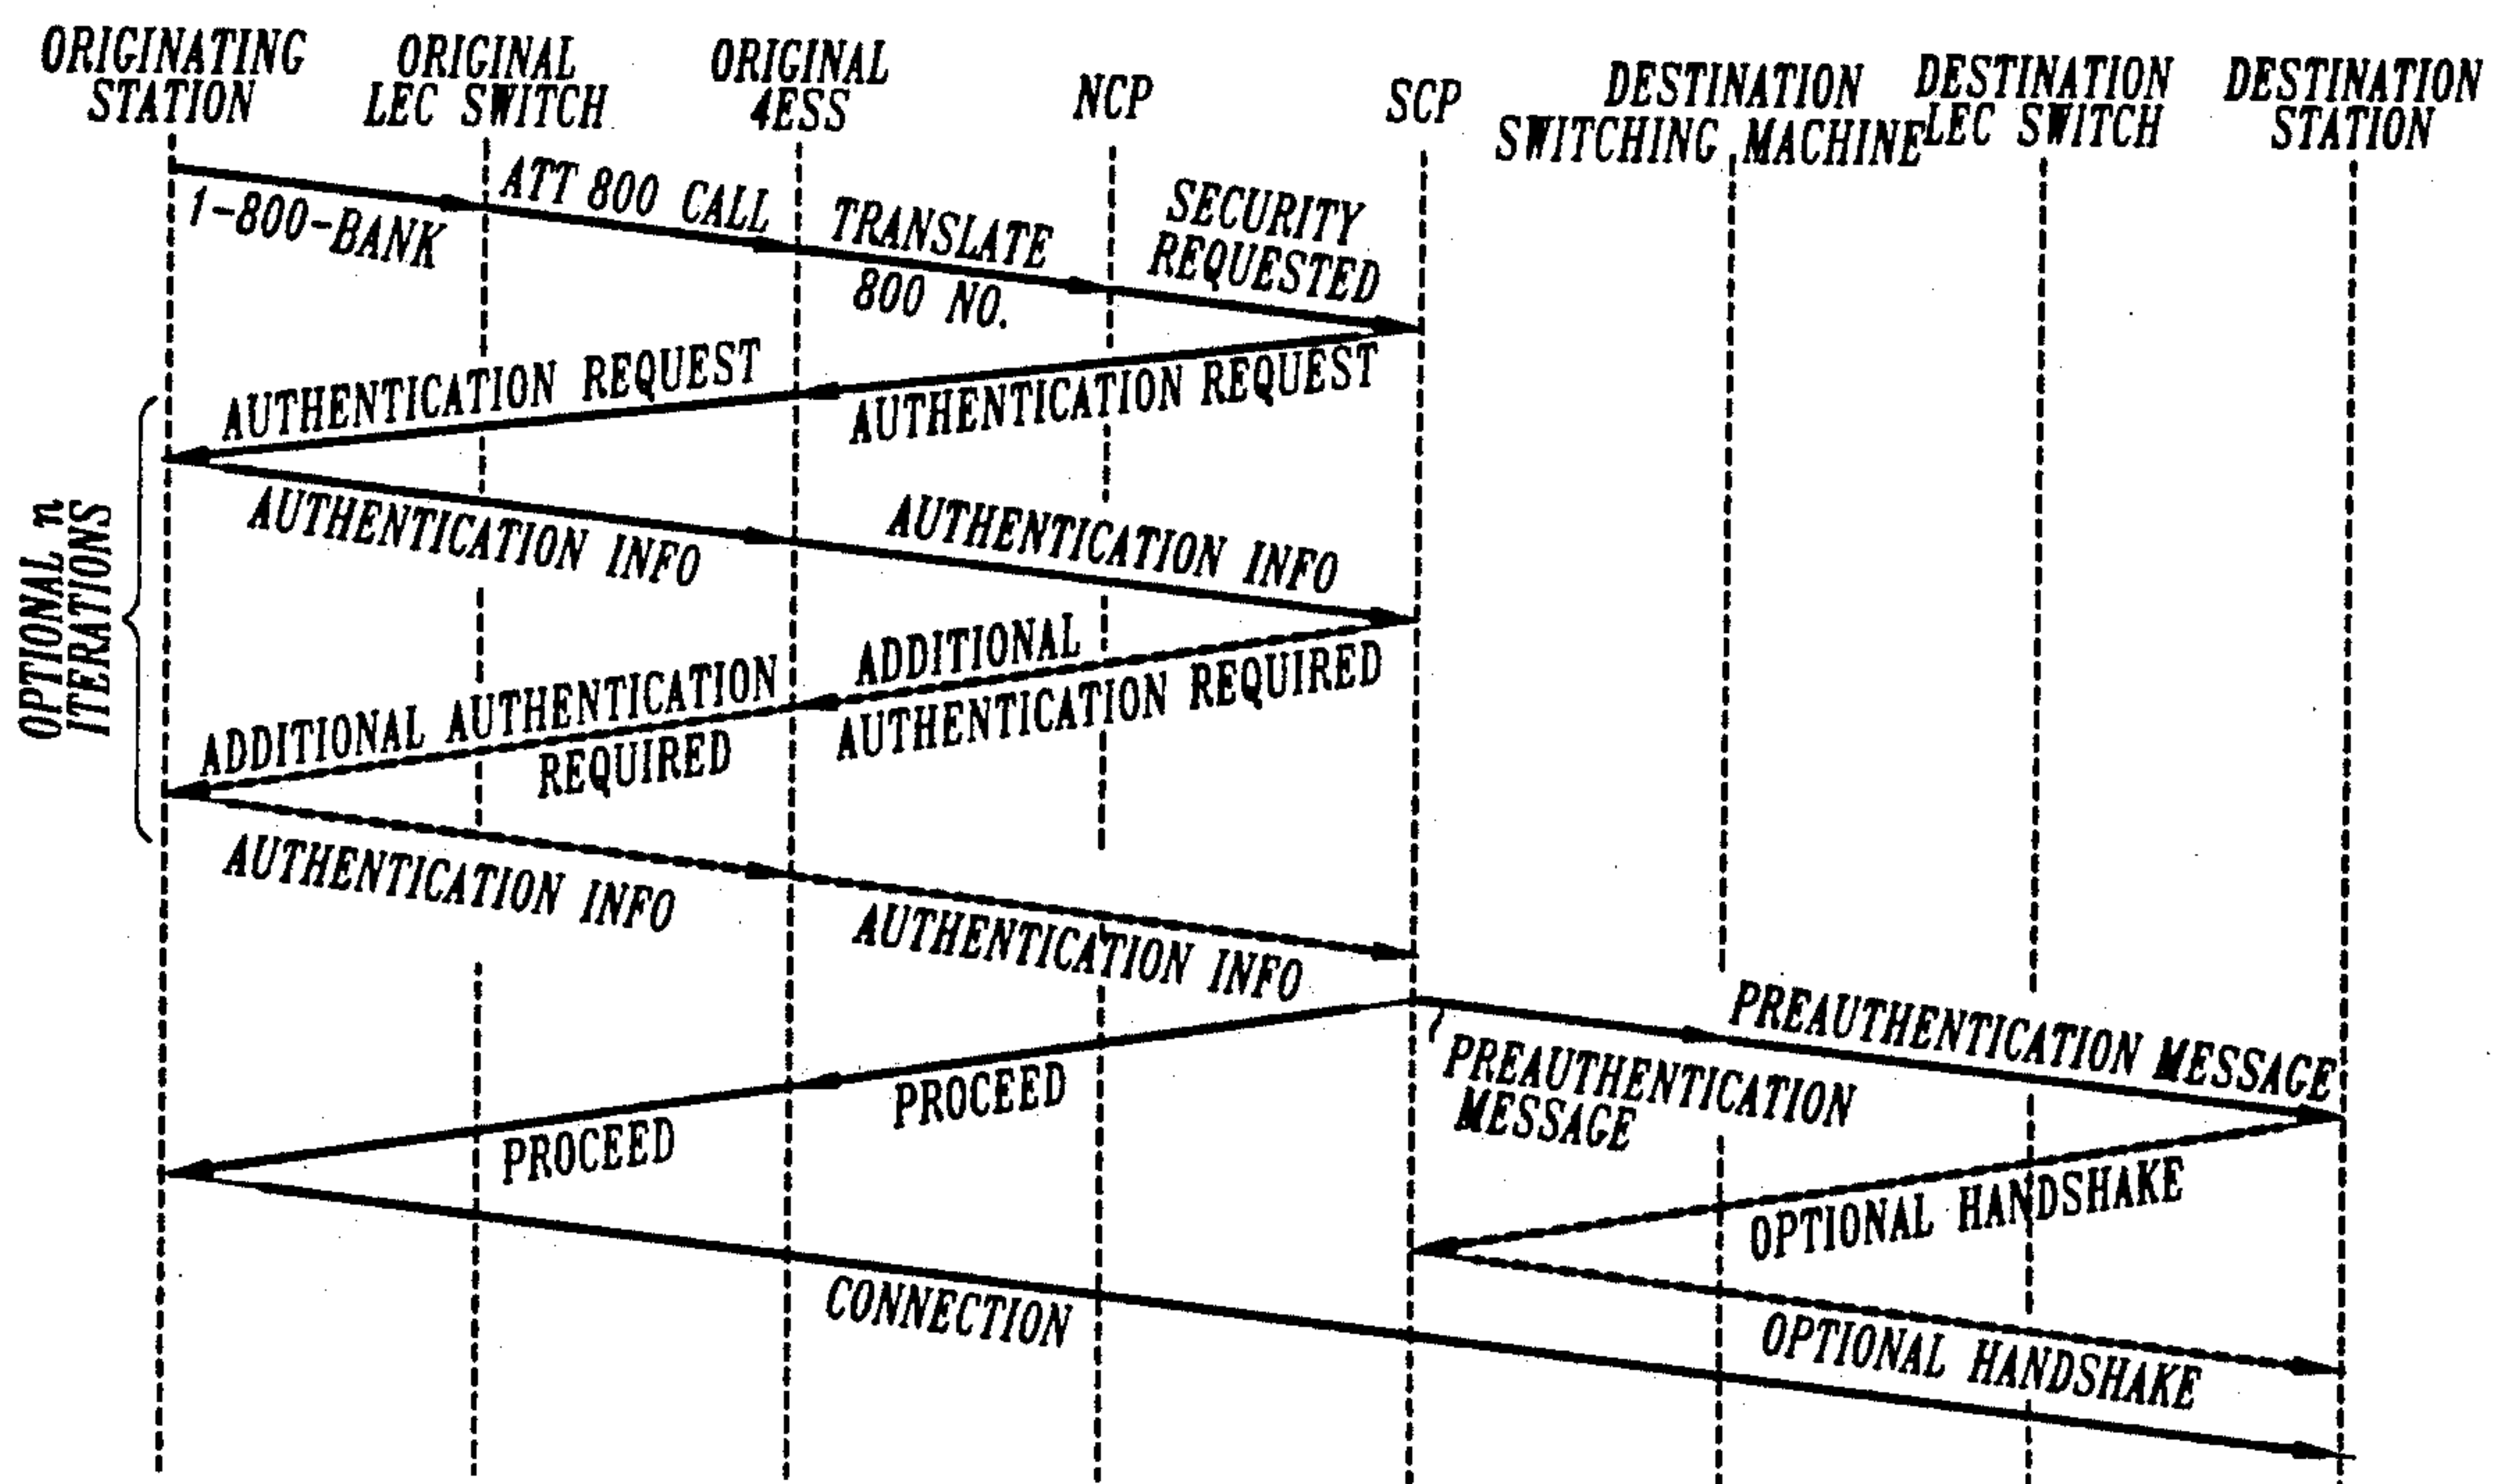 ORIGINATING
STATION
ORIGINAL
LEC SWITCH
ORIGINAL
4ESS
NCP
SCP
DESTINATION
SWITCHING MACHINE
DESTINATION
LEC SWITCH
DESTINATION
STATION
1-800-BANK
ATT 800 CALL
TRANSLATE
800 NO.
SECURITY
REQUESTED
AUTHENTICATION REQUEST
AUTHENTICATION REQUEST
OPTIONAL n
ITERATIONS
AUTHENTICATION INFO
AUTHENTICATION INFO
ADDITIONAL
AUTHENTICATION REQUIRED
ADDITIONAL AUTHENTICATION
REQUIRED
AUTHENTICATION INFO
AUTHENTICATION INFO
PREAUTHENTICATION MESSAGE
PREAUTHENTICATION
MESSAGE
PROCEED
PROCEED
OPTIONAL HANDSHAKE
CONNECTION
OPTIONAL HANDSHAKE